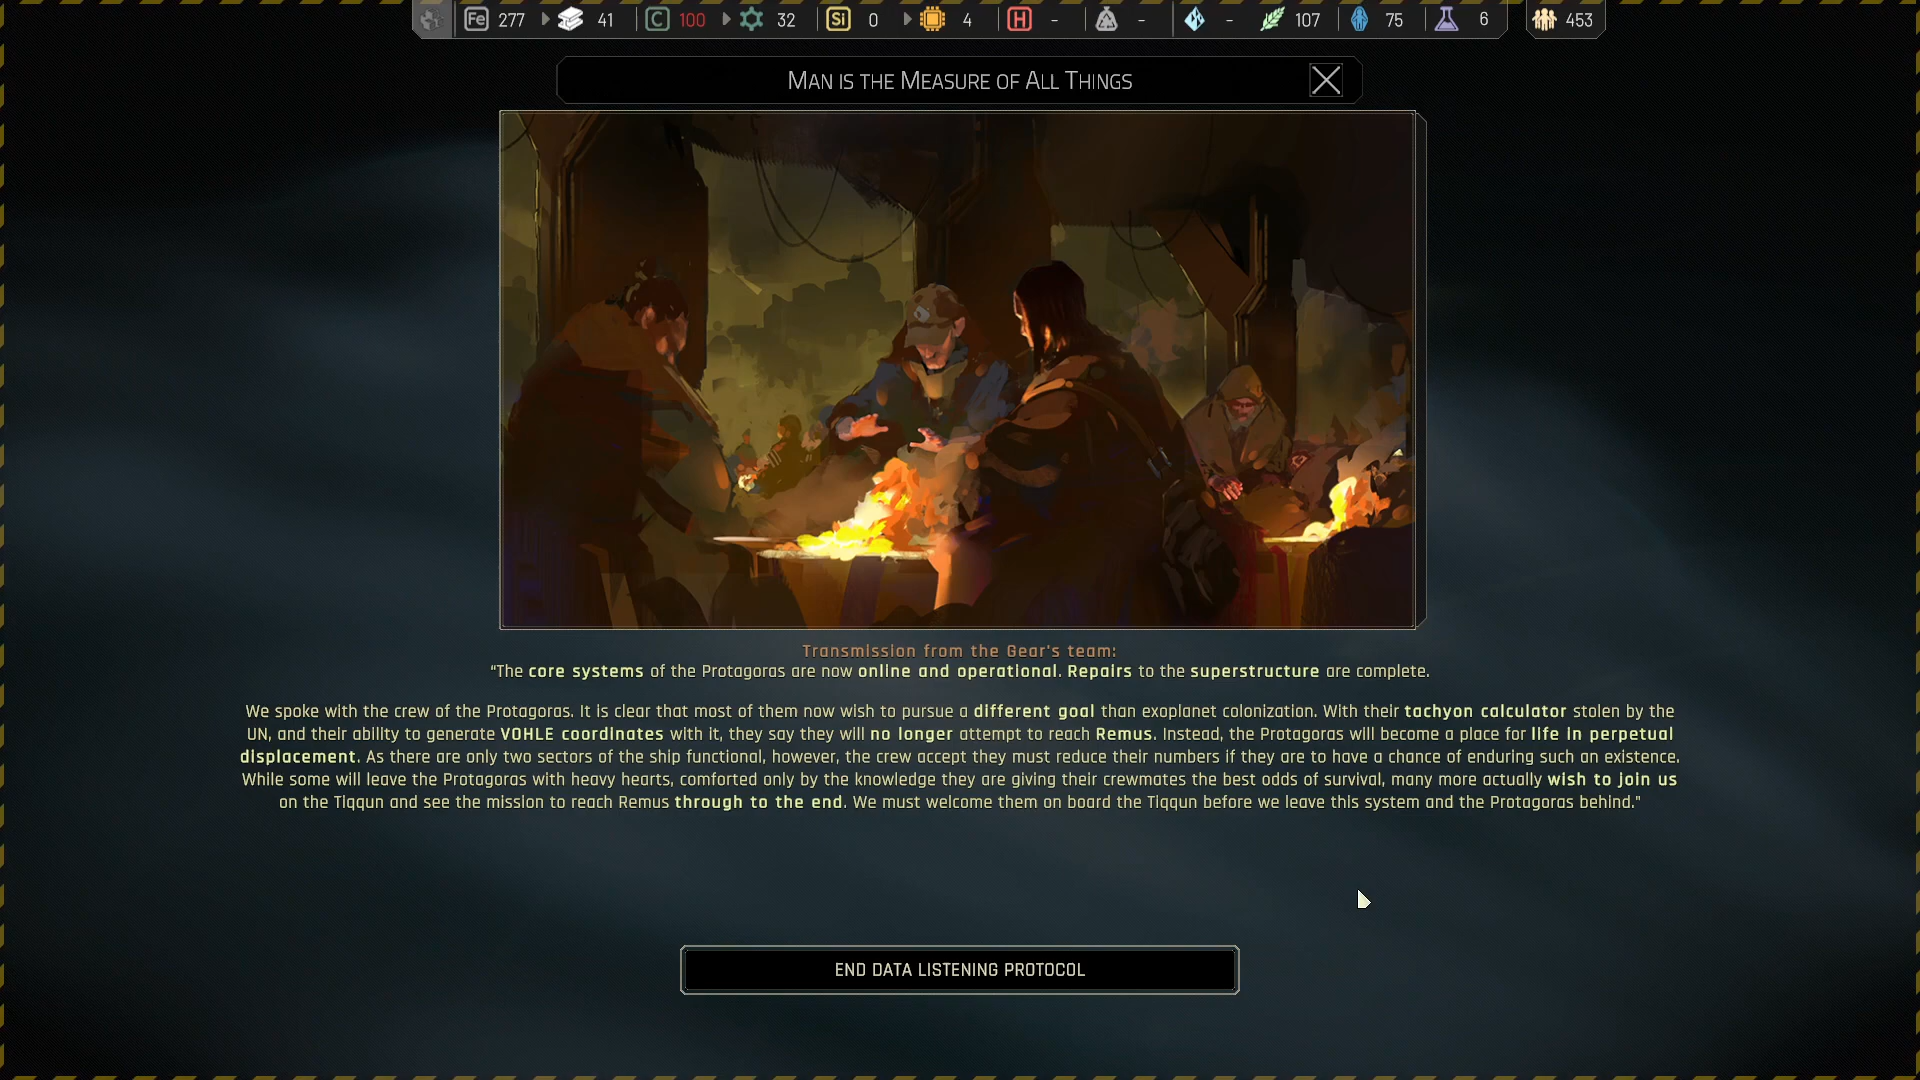 Fe 277 41 C 100 32 Si 0 4 H - - - 107 75 6 453
MAN IS THE MEASURE OF ALL THINGS
Transmission from the Gear's team:
"The core systems of the Protagoras are now online and operational. Repairs to the superstructure are complete.
We spoke with the crew of the Protagoras. It is clear that most of them now wish to pursue a different goal than exoplanet colonization. With their tachyon calculator stolen by the
UN, and their ability to generate VOHLE coordinates with it, they say they will no longer attempt to reach Remus. Instead, the Protagoras will become a place for life in perpetual
displacement. As there are only two sectors of the ship functional, however, the crew accept they must reduce their numbers if they are to have a chance of enduring such an existence.
While some will leave the Protagoras with heavy hearts, comforted only by the knowledge they are giving their crewmates the best odds of survival, many more actually wish to join us
on the Tiqqun and see the mission to reach Remus through to the end. We must welcome them on board the Tiqqun before we leave this system and the Protagoras behind."
END DATA LISTENING PROTOCOL